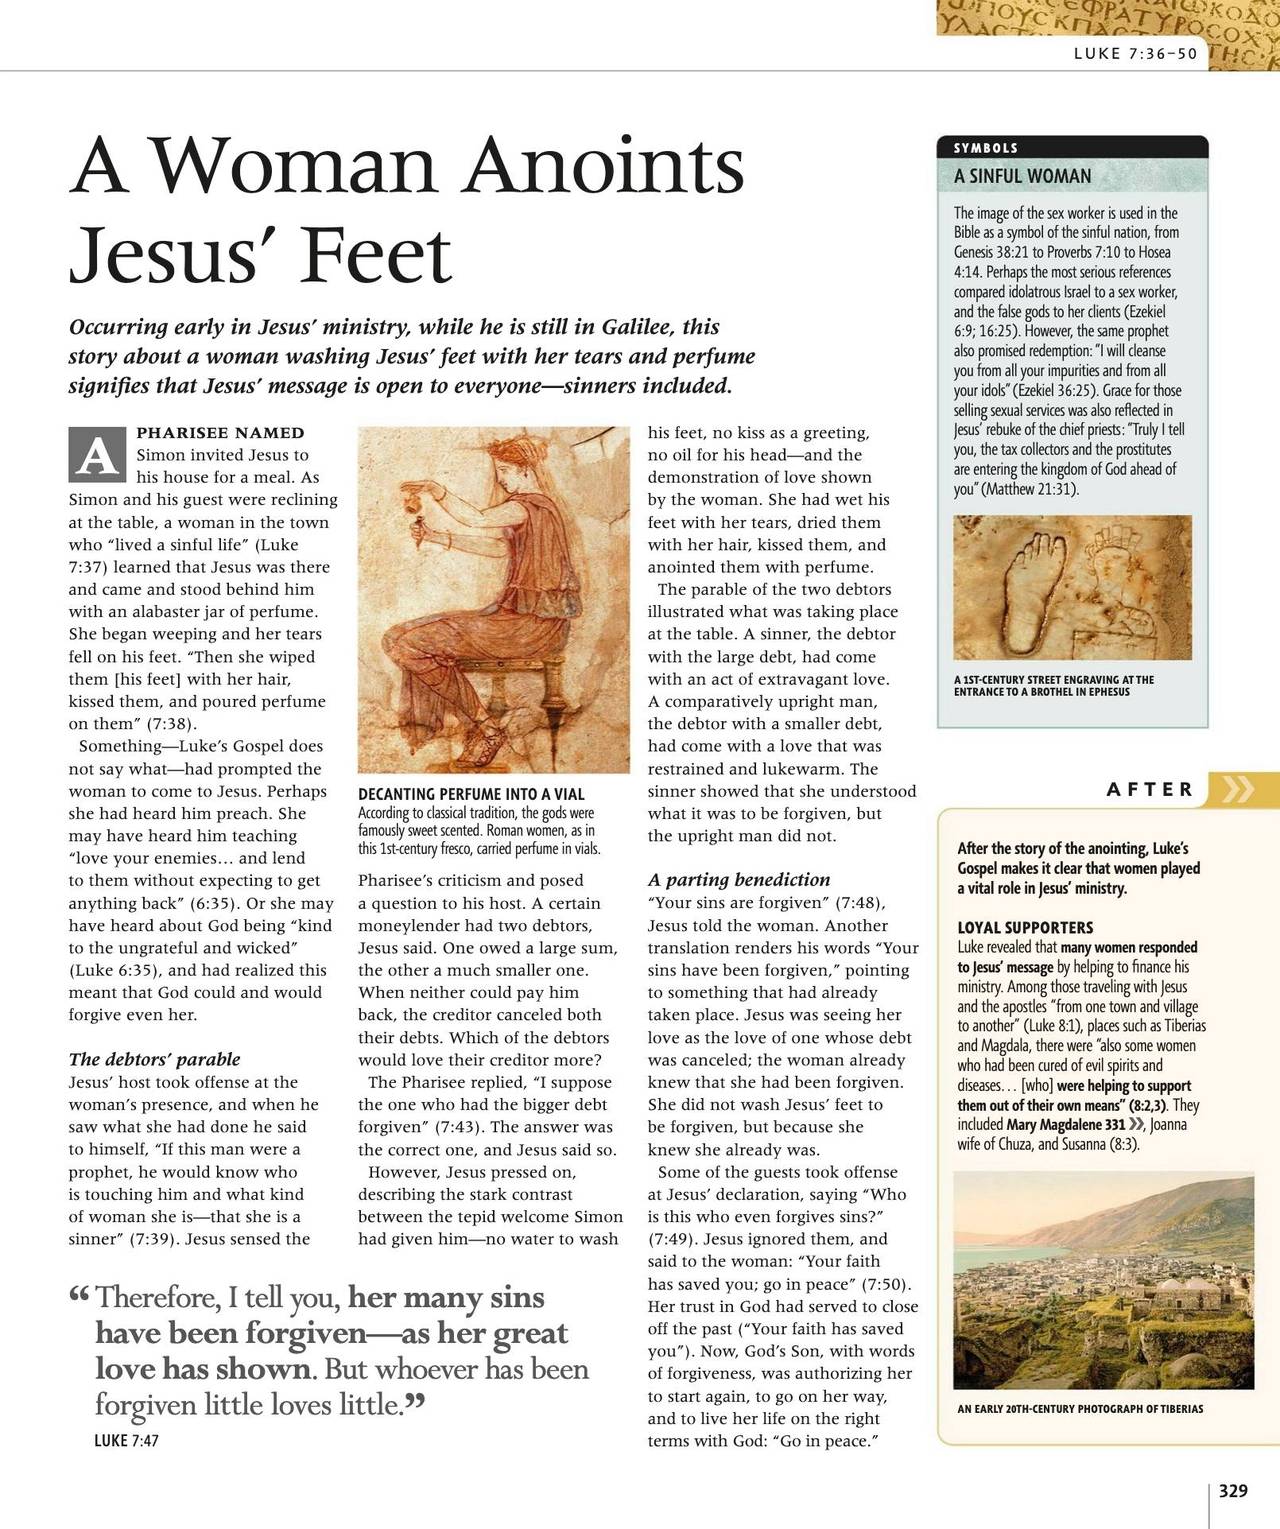 LUKE 7:36–50
A Woman Anoints
Jesus’ Feet
Occurring early in Jesus’ ministry, while he is still in Galilee, this
story about a woman washing Jesus’ feet with her tears and perfume
signifies that Jesus’ message is open to everyone—sinners included.
A PHARISEE NAMED
Simon invited Jesus to
his house for a meal. As
Simon and his guest were reclining
at the table, a woman in the town
who “lived a sinful life” (Luke
7:37) learned that Jesus was there
and came and stood behind him
with an alabaster jar of perfume.
She began weeping and her tears
fell on his feet. “Then she wiped
them [his feet] with her hair,
kissed them, and poured perfume
on them” (7:38).
Something—Luke’s Gospel does
not say what—had prompted the
woman to come to Jesus. Perhaps
she had heard him preach. She
may have heard him teaching
“love your enemies… and lend
to them without expecting to get
anything back” (6:35). Or she may
have heard about God being “kind
to the ungrateful and wicked”
(Luke 6:35), and had realized this
meant that God could and would
forgive even her.
The debtors’ parable
Jesus’ host took offense at the
woman’s presence, and when he
saw what she had done he said
to himself, “If this man were a
prophet, he would know who
is touching him and what kind
of woman she is—that she is a
sinner” (7:39). Jesus sensed the
DECANTING PERFUME INTO A VIAL
According to classical tradition, the gods were
famously sweet scented. Roman women, as in
this 1st-century fresco, carried perfume in vials.
Pharisee’s criticism and posed
a question to his host. A certain
moneylender had two debtors,
Jesus said. One owed a large sum,
the other a much smaller one.
When neither could pay him
back, the creditor canceled both
their debts. Which of the debtors
would love their creditor more?
The Pharisee replied, “I suppose
the one who had the bigger debt
forgiven” (7:43). The answer was
the correct one, and Jesus said so.
However, Jesus pressed on,
describing the stark contrast
between the tepid welcome Simon
had given him—no water to wash
his feet, no kiss as a greeting,
no oil for his head—and the
demonstration of love shown
by the woman. She had wet his
feet with her tears, dried them
with her hair, kissed them, and
anointed them with perfume.
The parable of the two debtors
illustrated what was taking place
at the table. A sinner, the debtor
with the large debt, had come
with an act of extravagant love.
A comparatively upright man,
the debtor with a smaller debt,
had come with a love that was
restrained and lukewarm. The
sinner showed that she understood
what it was to be forgiven, but
the upright man did not.
A parting benediction
“Your sins are forgiven” (7:48),
Jesus told the woman. Another
translation renders his words “Your
sins have been forgiven,” pointing
to something that had already
taken place. Jesus was seeing her
love as the love of one whose debt
was canceled; the woman already
knew that she had been forgiven.
She did not wash Jesus’ feet to
be forgiven, but because she
knew she already was.
Some of the guests took offense
at Jesus’ declaration, saying “Who
is this who even forgives sins?”
(7:49). Jesus ignored them, and
said to the woman: “Your faith
has saved you; go in peace” (7:50).
Her trust in God had served to close
off the past (“Your faith has saved
you”). Now, God’s Son, with words
of forgiveness, was authorizing her
to start again, to go on her way,
and to live her life on the right
terms with God: “Go in peace.”
“Therefore, I tell you, her many sins
have been forgiven—as her great
love has shown. But whoever has been
forgiven little loves little.”
LUKE 7:47
SYMBOLS
A SINFUL WOMAN
The image of the sex worker is used in the
Bible as a symbol of the sinful nation, from
Genesis 38:21 to Proverbs 7:10 to Hosea
4:14. Perhaps the most serious references
compared idolatrous Israel to a sex worker,
and the false gods to her clients (Ezekiel
6:9; 16:25). However, the same prophet
also promised redemption: “I will cleanse
you from all your impurities and from all
your idols” (Ezekiel 36:25). Grace for those
selling sexual services was also reflected in
Jesus’ rebuke of the chief priests: “Truly I tell
you, the tax collectors and the prostitutes
are entering the kingdom of God ahead of
you” (Matthew 21:31).
A 1ST-CENTURY STREET ENGRAVING AT THE
ENTRANCE TO A BROTHEL IN EPHESUS
AFTER
After the story of the anointing, Luke’s
Gospel makes it clear that women played
a vital role in Jesus’ ministry.
LOYAL SUPPORTERS
Luke revealed that many women responded
to Jesus’ message by helping to finance his
ministry. Among those traveling with Jesus
and the apostles “from one town and village
to another” (Luke 8:1), places such as Tiberias
and Magdala, there were “also some women
who had been cured of evil spirits and
diseases… [who] were helping to support
them out of their own means” (8:2,3). They
included Mary Magdalene 331 », Joanna
wife of Chuza, and Susanna (8:3).
AN EARLY 20TH-CENTURY PHOTOGRAPH OF TIBERIAS
329